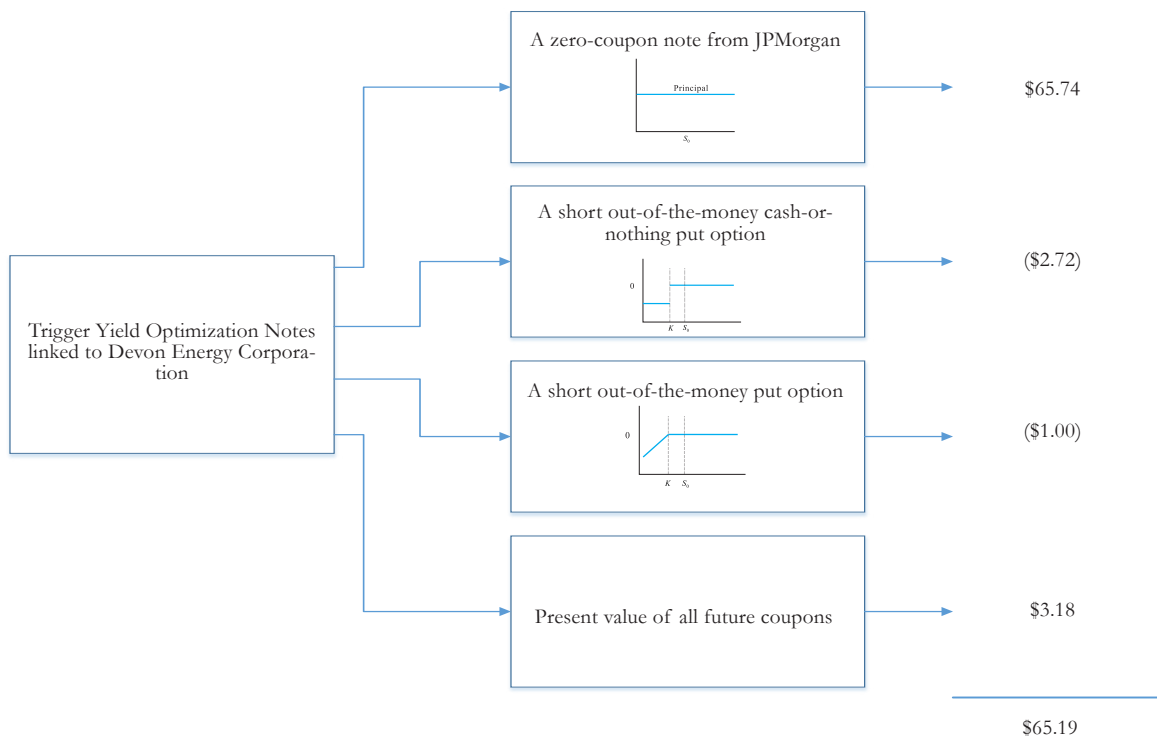 A zero-coupon note from JPMorgan
Principal
S₀
$65.74
A short out-of-the-money cash-or-
nothing put option
0
K S₀
($2.72)
Trigger Yield Optimization Notes
linked to Devon Energy Corpora-
tion
A short out-of-the-money put option
0
K S₀
($1.00)
Present value of all future coupons
$3.18
$65.19